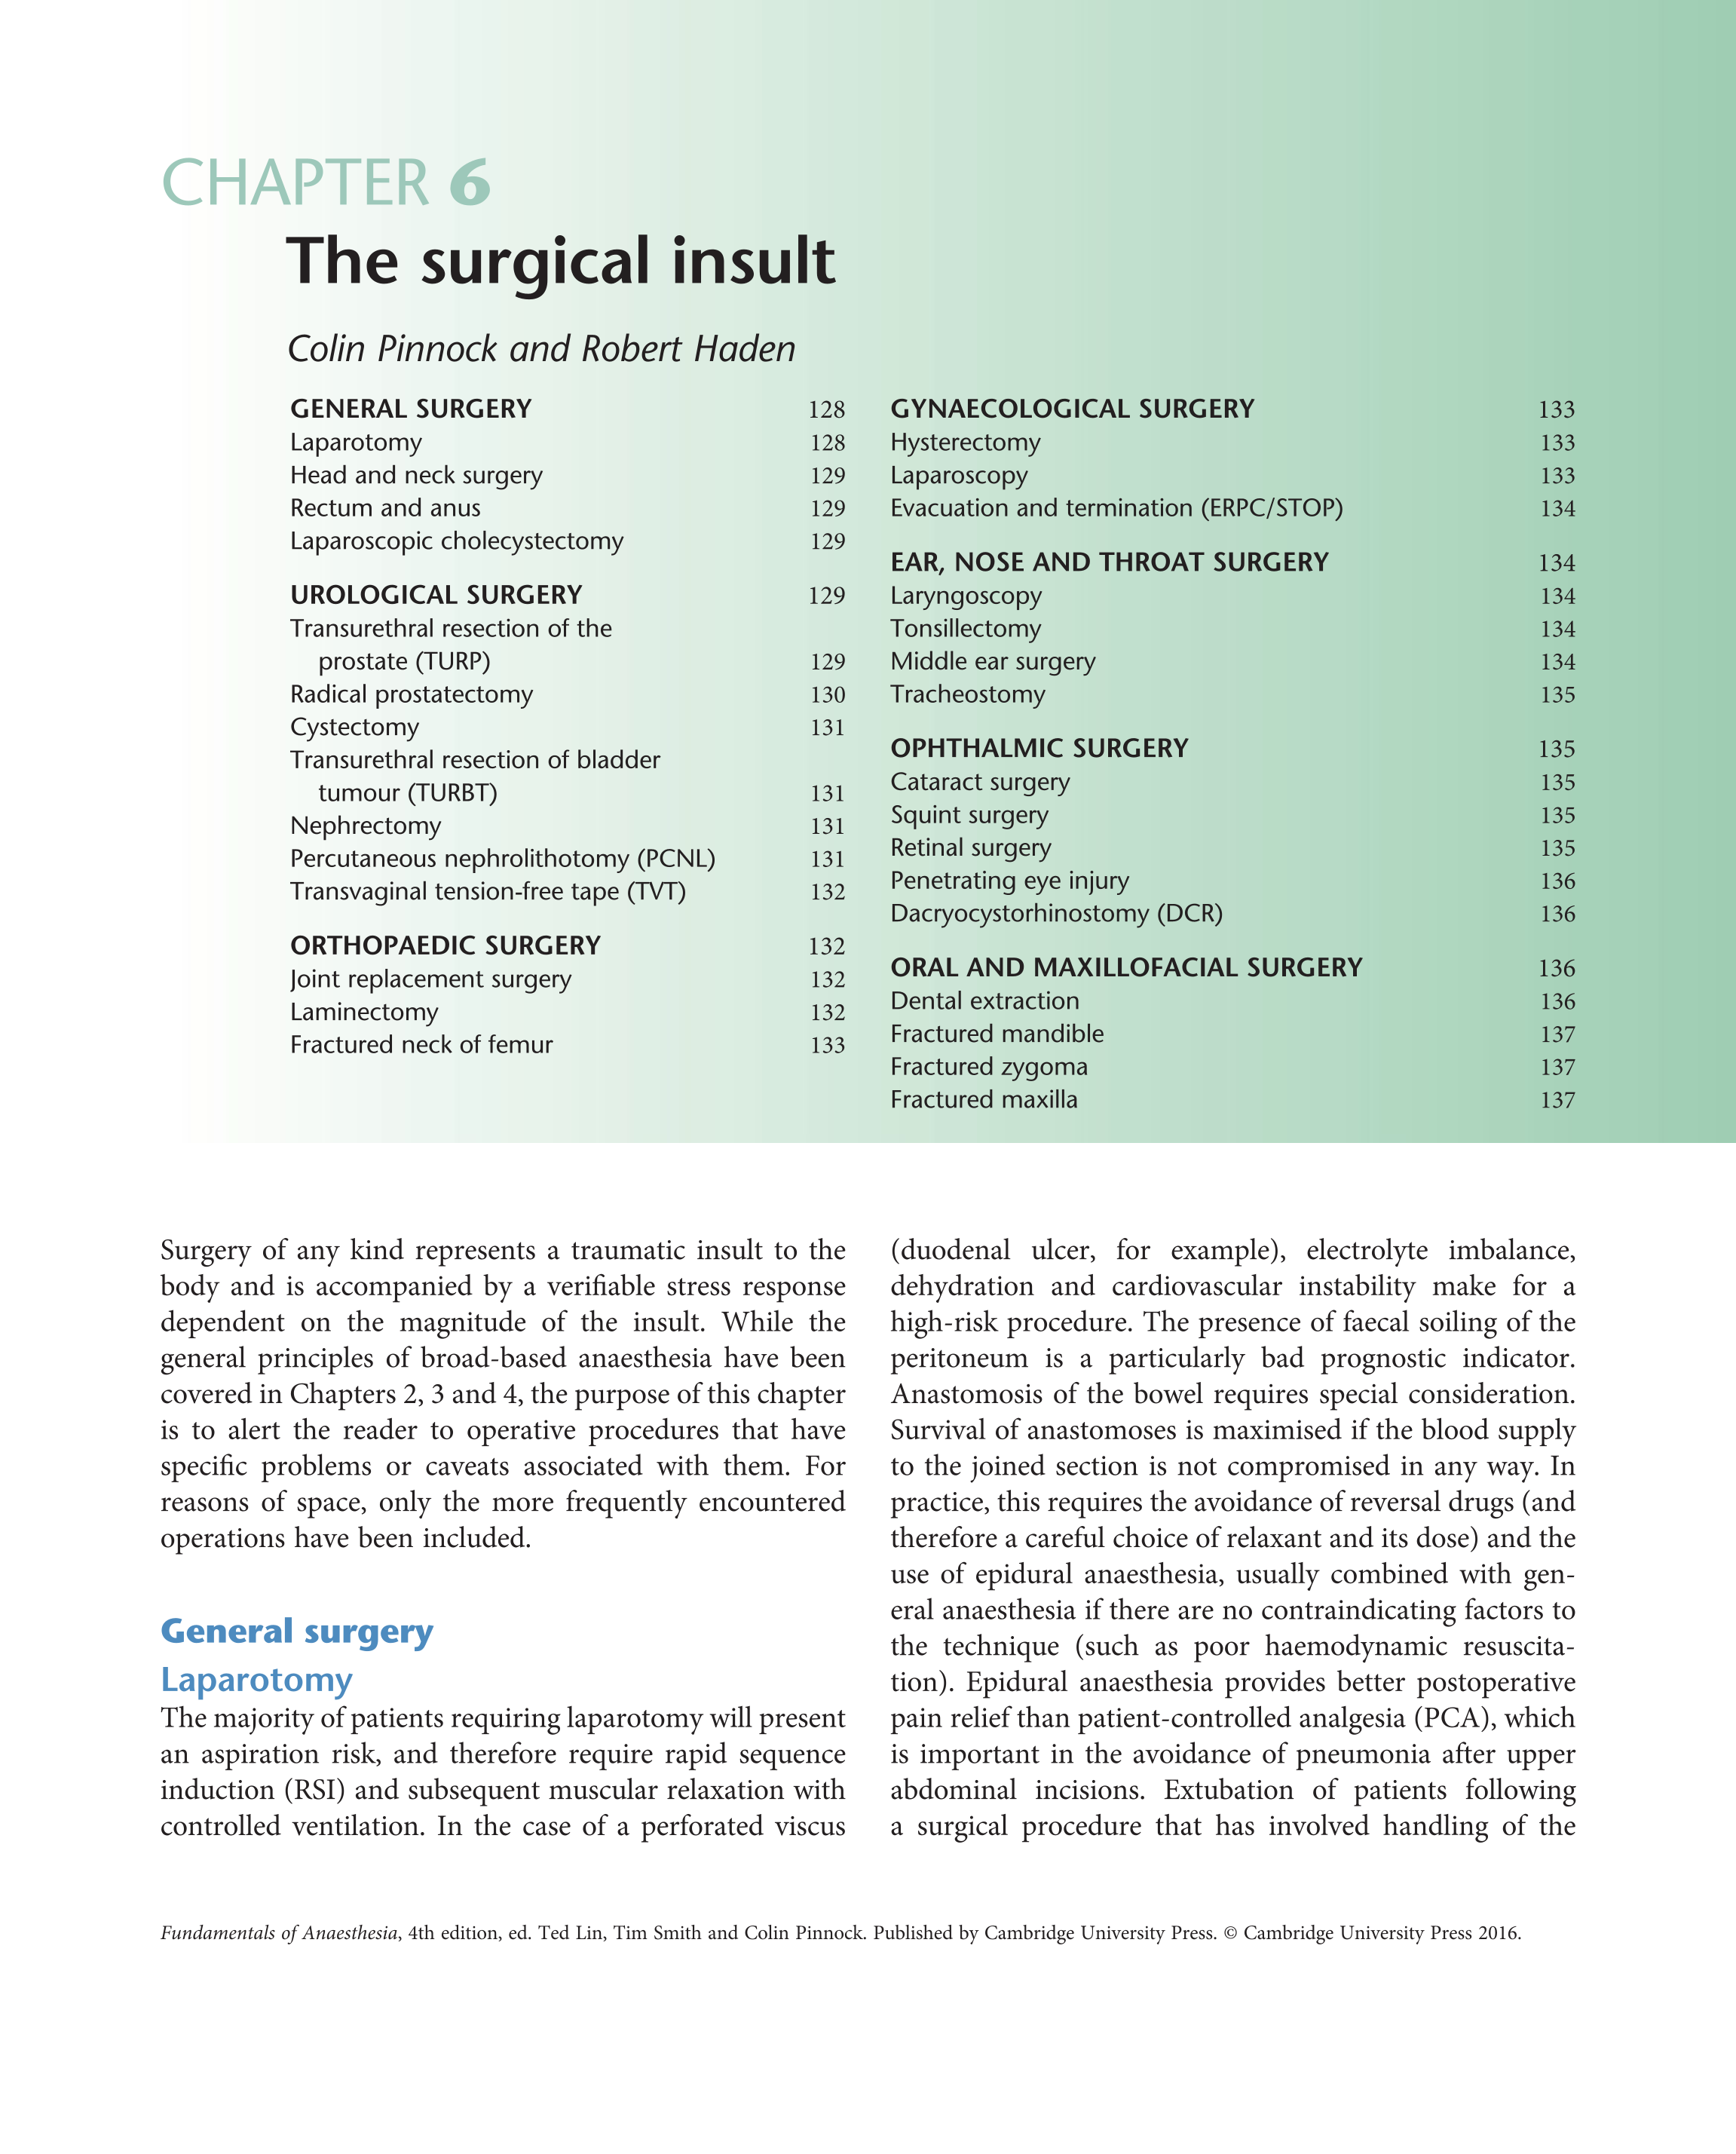 CHAPTER 6
The surgical insult
Colin Pinnock and Robert Haden
GENERAL SURGERY 128
Laparotomy 128
Head and neck surgery 129
Rectum and anus 129
Laparoscopic cholecystectomy 129
UROLOGICAL SURGERY 129
Transurethral resection of the
prostate (TURP) 129
Radical prostatectomy 130
Cystectomy 131
Transurethral resection of bladder
tumour (TURBT) 131
Nephrectomy 131
Percutaneous nephrolithotomy (PCNL) 131
Transvaginal tension-free tape (TVT) 132
ORTHOPAEDIC SURGERY 132
Joint replacement surgery 132
Laminectomy 132
Fractured neck of femur 133
GYNAECOLOGICAL SURGERY 133
Hysterectomy 133
Laparoscopy 133
Evacuation and termination (ERPC/STOP) 134
EAR, NOSE AND THROAT SURGERY 134
Laryngoscopy 134
Tonsillectomy 134
Middle ear surgery 134
Tracheostomy 135
OPHTHALMIC SURGERY 135
Cataract surgery 135
Squint surgery 135
Retinal surgery 135
Penetrating eye injury 136
Dacryocystorhinostomy (DCR) 136
ORAL AND MAXILLOFACIAL SURGERY 136
Dental extraction 136
Fractured mandible 137
Fractured zygoma 137
Fractured maxilla 137
Surgery of any kind represents a traumatic insult to the
body and is accompanied by a verifiable stress response
dependent on the magnitude of the insult. While the
general principles of broad-based anaesthesia have been
covered in Chapters 2, 3 and 4, the purpose of this chapter
is to alert the reader to operative procedures that have
specific problems or caveats associated with them. For
reasons of space, only the more frequently encountered
operations have been included.
General surgery
Laparotomy
The majority of patients requiring laparotomy will present
an aspiration risk, and therefore require rapid sequence
induction (RSI) and subsequent muscular relaxation with
controlled ventilation. In the case of a perforated viscus
(duodenal ulcer, for example), electrolyte imbalance,
dehydration and cardiovascular instability make for a
high-risk procedure. The presence of faecal soiling of the
peritoneum is a particularly bad prognostic indicator.
Anastomosis of the bowel requires special consideration.
Survival of anastomoses is maximised if the blood supply
to the joined section is not compromised in any way. In
practice, this requires the avoidance of reversal drugs (and
therefore a careful choice of relaxant and its dose) and the
use of epidural anaesthesia, usually combined with gen-
eral anaesthesia if there are no contraindicating factors to
the technique (such as poor haemodynamic resuscita-
tion). Epidural anaesthesia provides better postoperative
pain relief than patient-controlled analgesia (PCA), which
is important in the avoidance of pneumonia after upper
abdominal incisions. Extubation of patients following
a surgical procedure that has involved handling of the
Fundamentals of Anaesthesia, 4th edition, ed. Ted Lin, Tim Smith and Colin Pinnock. Published by Cambridge University Press. © Cambridge University Press 2016.